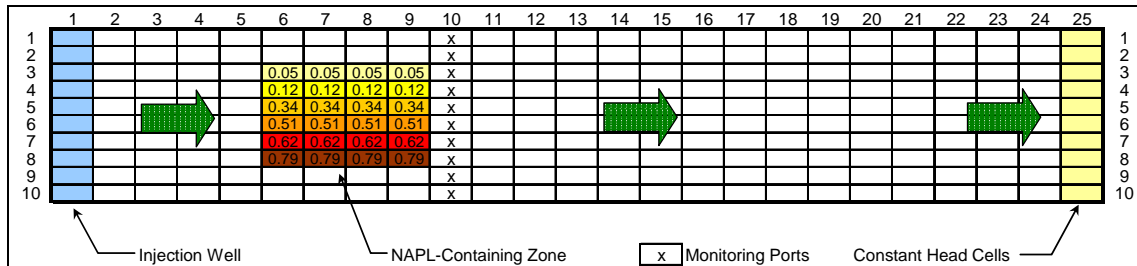 1 2 3 4 5 6 7 8 9 10 11 12 13 14 15 16 17 18 19 20 21 22 23 24 25
1 x 1
2 x 2
3 0.05 0.05 0.05 0.05 x 3
4 0.12 0.12 0.12 0.12 x 4
5 0.34 0.34 0.34 0.34 x 5
6 0.51 0.51 0.51 0.51 x 6
7 0.62 0.62 0.62 0.62 x 7
8 0.79 0.79 0.79 0.79 x 8
9 x 9
10 x 10
Injection Well NAPL-Containing Zone x Monitoring Ports Constant Head Cells